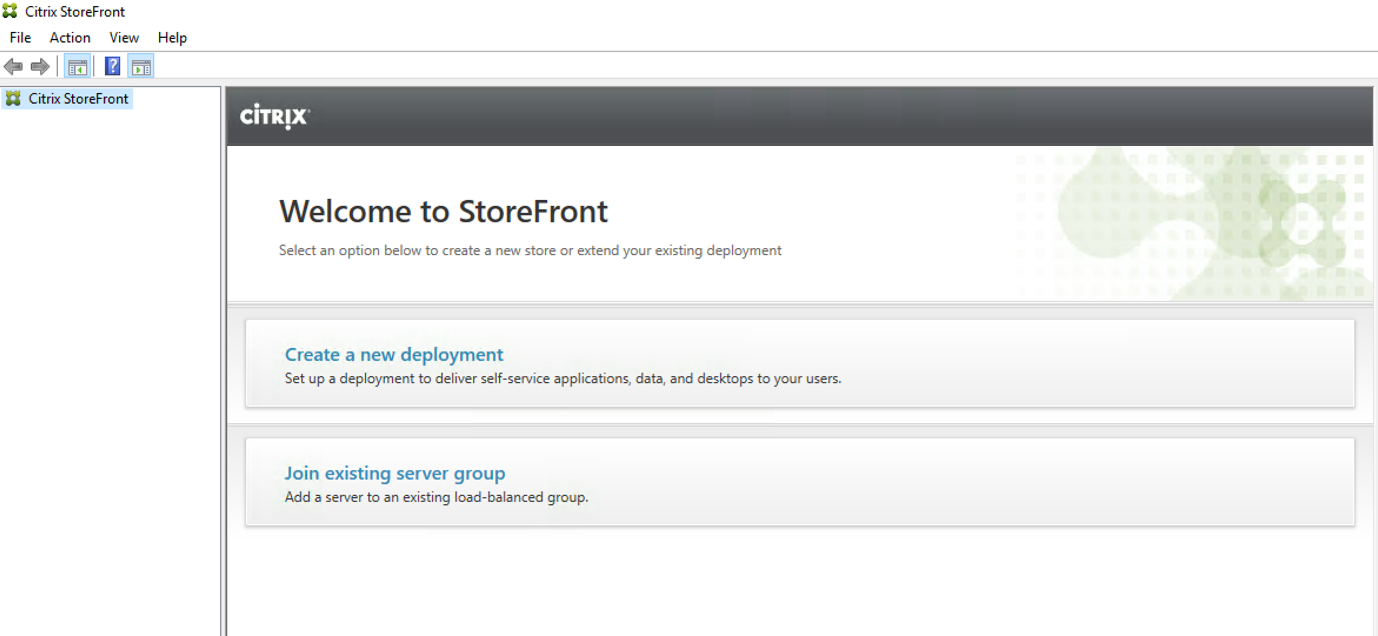 Citrix StoreFront
File Action View Help
Citrix StoreFront
CİTRIX
Welcome to StoreFront
Select an option below to create a new store or extend your existing deployment
Create a new deployment
Set up a deployment to deliver self-service applications, data, and desktops to your users.
Join existing server group
Add a server to an existing load-balanced group.